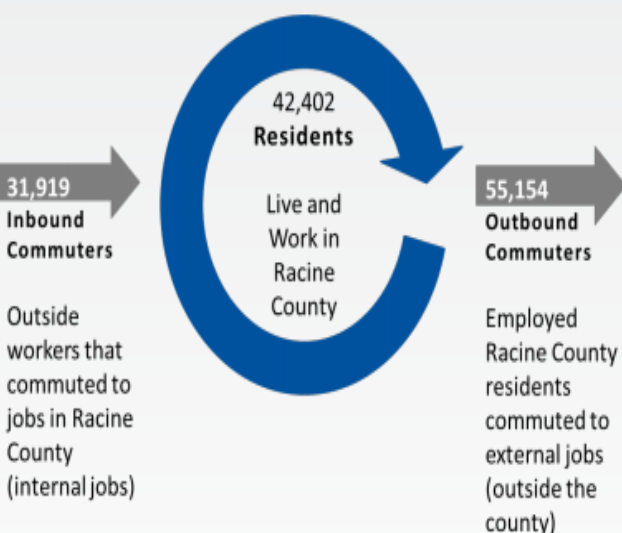 31,919
Inbound
Commuters
Outside
workers that
commuted to
jobs in Racine
County
(internal jobs)
42,402
Residents
Live and
Work in
Racine
County
55,154
Outbound
Commuters
Employed
Racine County
residents
commuted to
external jobs
(outside the
county)